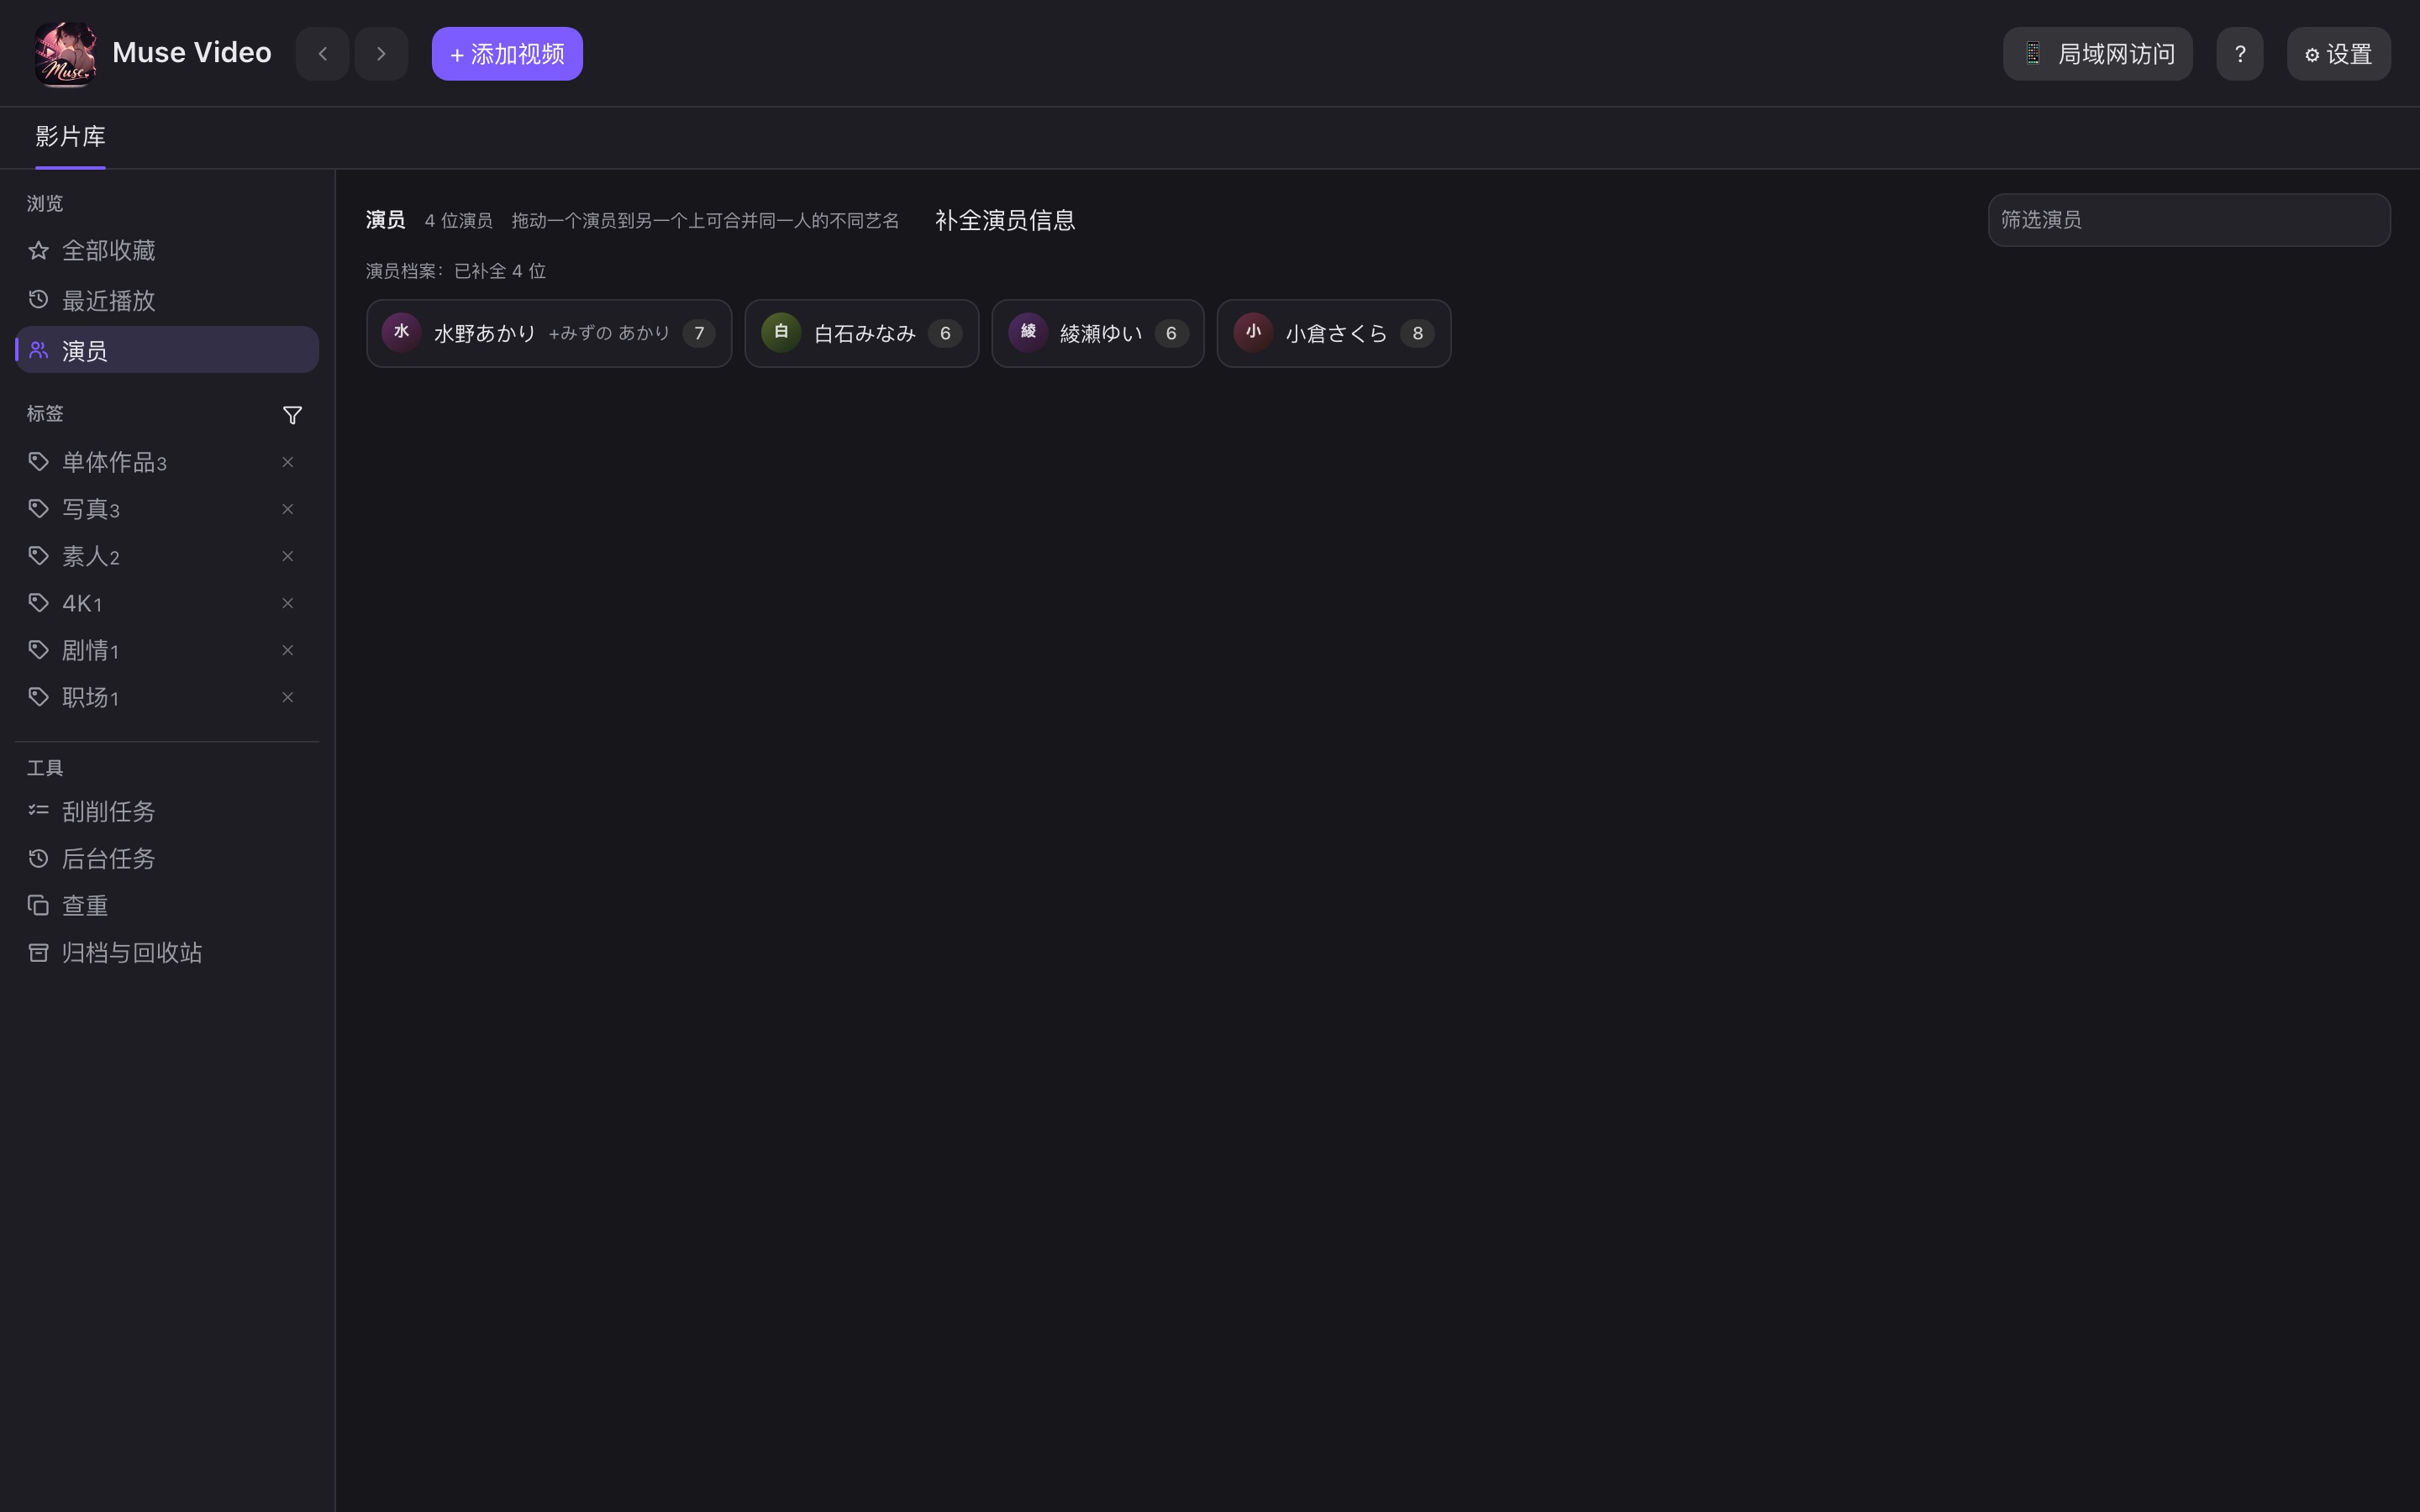 Muse
Muse Video
+ 添加视频
局域网访问
?
设置
影片库
浏览
全部收藏
最近播放
演员
标签
单体作品3
写真3
素人2
4K1
剧情1
职场1
工具
刮削任务
后台任务
查重
归档与回收站
演员 4 位演员 拖动一个演员到另一个上可合并同一人的不同艺名 补全演员信息
筛选演员
演员档案：已补全 4 位
水 水野あかり +みずの あかり 7
白 白石みなみ 6
綾 綾瀬ゆい 6
小 小倉さくら 8